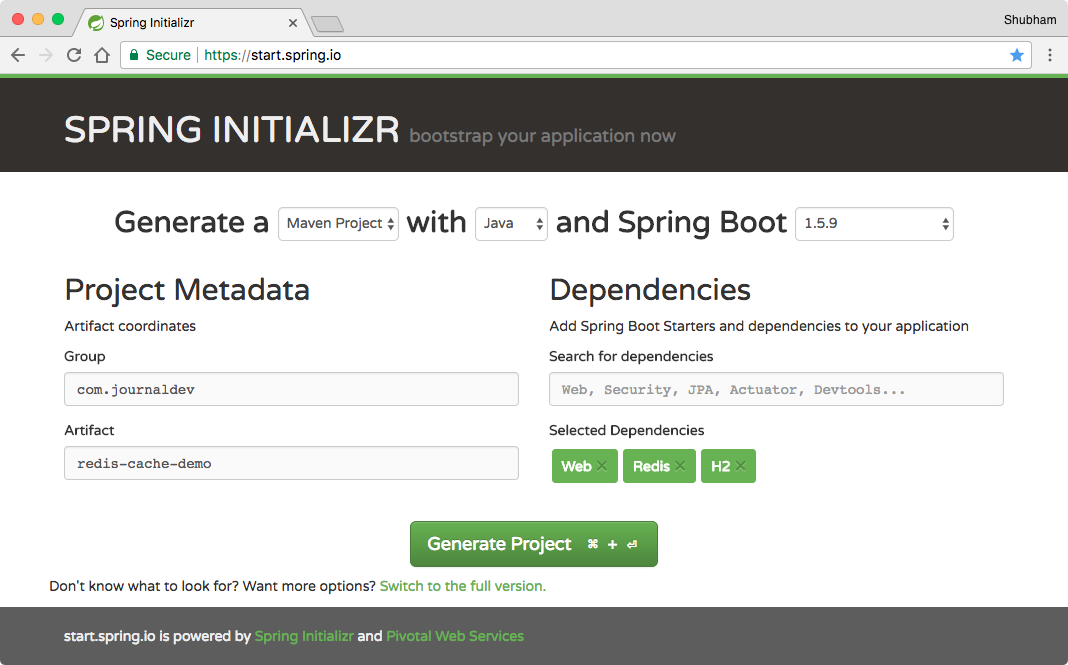 Spring Initializr
Shubham
Secure https://start.spring.io
SPRING INITIALIZR bootstrap your application now
Generate a Maven Project with Java and Spring Boot 1.5.9
Project Metadata
Artifact coordinates
Group
com.journaldev
Artifact
redis-cache-demo
Dependencies
Add Spring Boot Starters and dependencies to your application
Search for dependencies
Web, Security, JPA, Actuator, Devtools...
Selected Dependencies
Web × Redis × H2 ×
Generate Project ⌘ + ⏎
Don't know what to look for? Want more options? Switch to the full version.
start.spring.io is powered by Spring Initializr and Pivotal Web Services